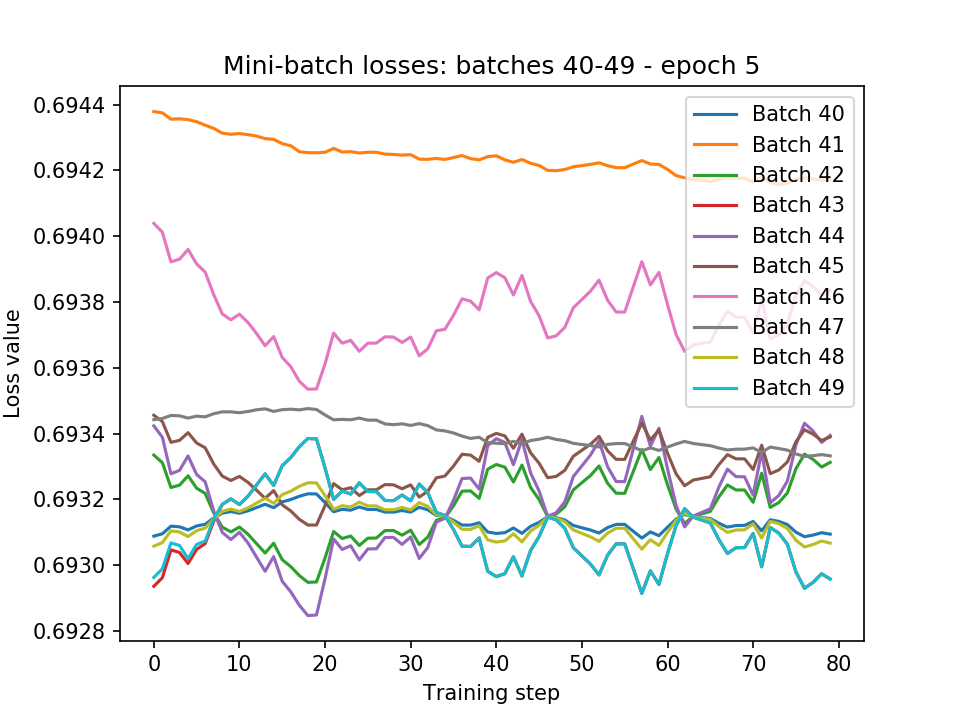 Mini-batch losses: batches 40-49 - epoch 5
0.6944
0.6942
0.6940
0.6938
0.6936
0.6934
0.6932
0.6930
0.6928
Loss value
0
10
20
30
40
50
60
70
80
Training step
Batch 40
Batch 41
Batch 42
Batch 43
Batch 44
Batch 45
Batch 46
Batch 47
Batch 48
Batch 49